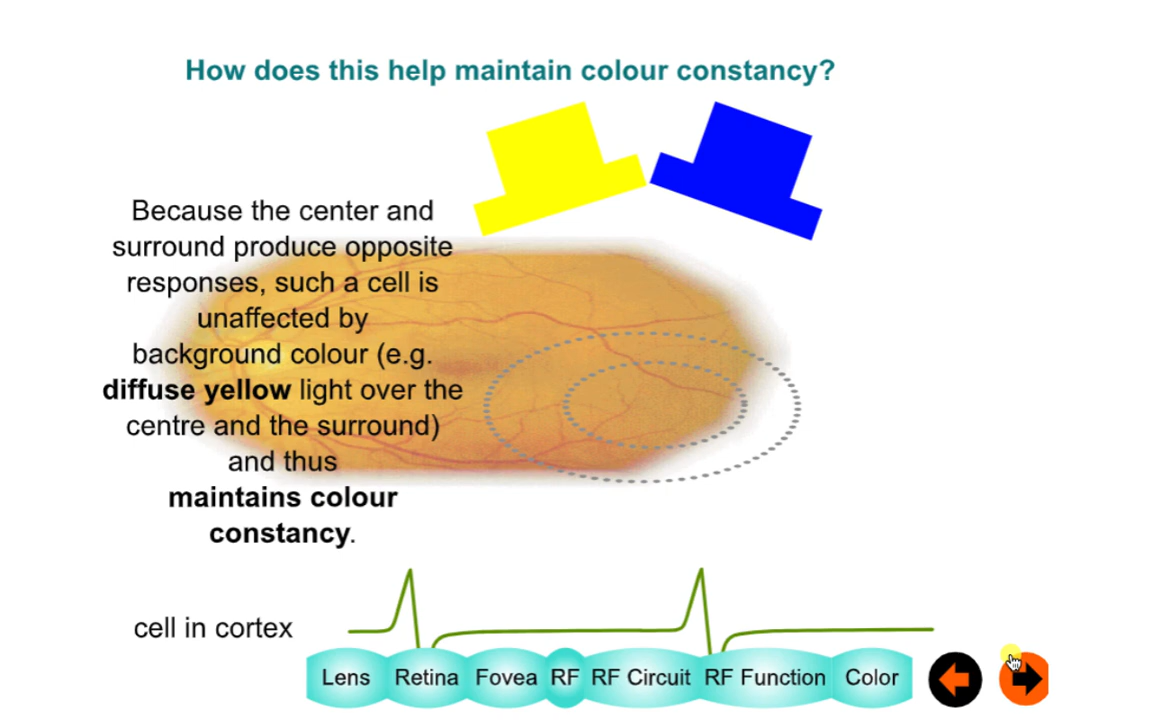 How does this help maintain colour constancy?
Because the center and
surround produce opposite
responses, such a cell is
unaffected by
background colour (e.g.
diffuse yellow light over the
centre and the surround)
and thus
maintains colour
constancy.
cell in cortex
Lens Retina Fovea RF RF Circuit RF Function Color